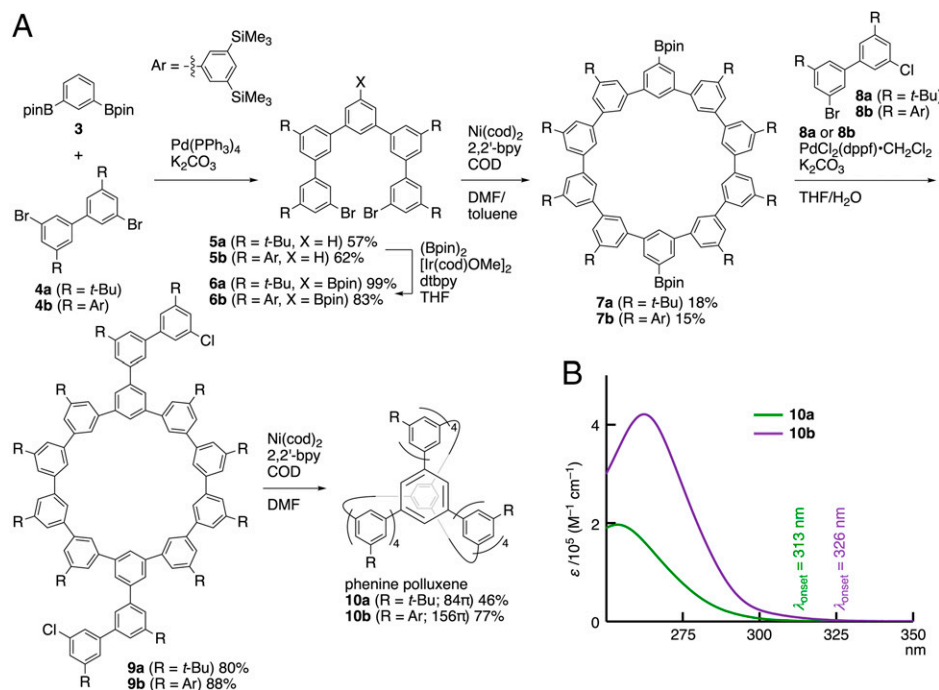 A
SiMe3
Ar =
SiMe3
pinB
Bpin
3
+
R
Br
Br
R
4a (R = t-Bu)
4b (R = Ar)
Pd(PPh3)4
K2CO3
X
R
R
R
Br
Br
R
5a (R = t-Bu, X = H) 57%
5b (R = Ar, X = H) 62%
6a (R = t-Bu, X = Bpin) 99%
6b (R = Ar, X = Bpin) 83%
(Bpin)2
[Ir(cod)OMe]2
dtbpy
THF
Ni(cod)2
2,2'-bpy
COD
DMF/
toluene
Bpin
R
R
R
R
R
R
R
R
Bpin
7a (R = t-Bu) 18%
7b (R = Ar) 15%
R
R
Cl
Br
8a (R = t-Bu)
8b (R = Ar)
8a or 8b
PdCl2(dppf)•CH2Cl2
K2CO3
THF/H2O
R
R
Cl
R
R
R
R
R
R
R
R
Cl
R
R
9a (R = t-Bu) 80%
9b (R = Ar) 88%
Ni(cod)2
2,2'-bpy
COD
DMF
R
4
R
4
R
4
phenine polluxene
10a (R = t-Bu; 84π) 46%
10b (R = Ar; 156π) 77%
B
10a
10b
ε /10^5 (M–1 cm–1)
4
2
0
λonset = 313 nm
λonset = 326 nm
275
300
325
350
nm